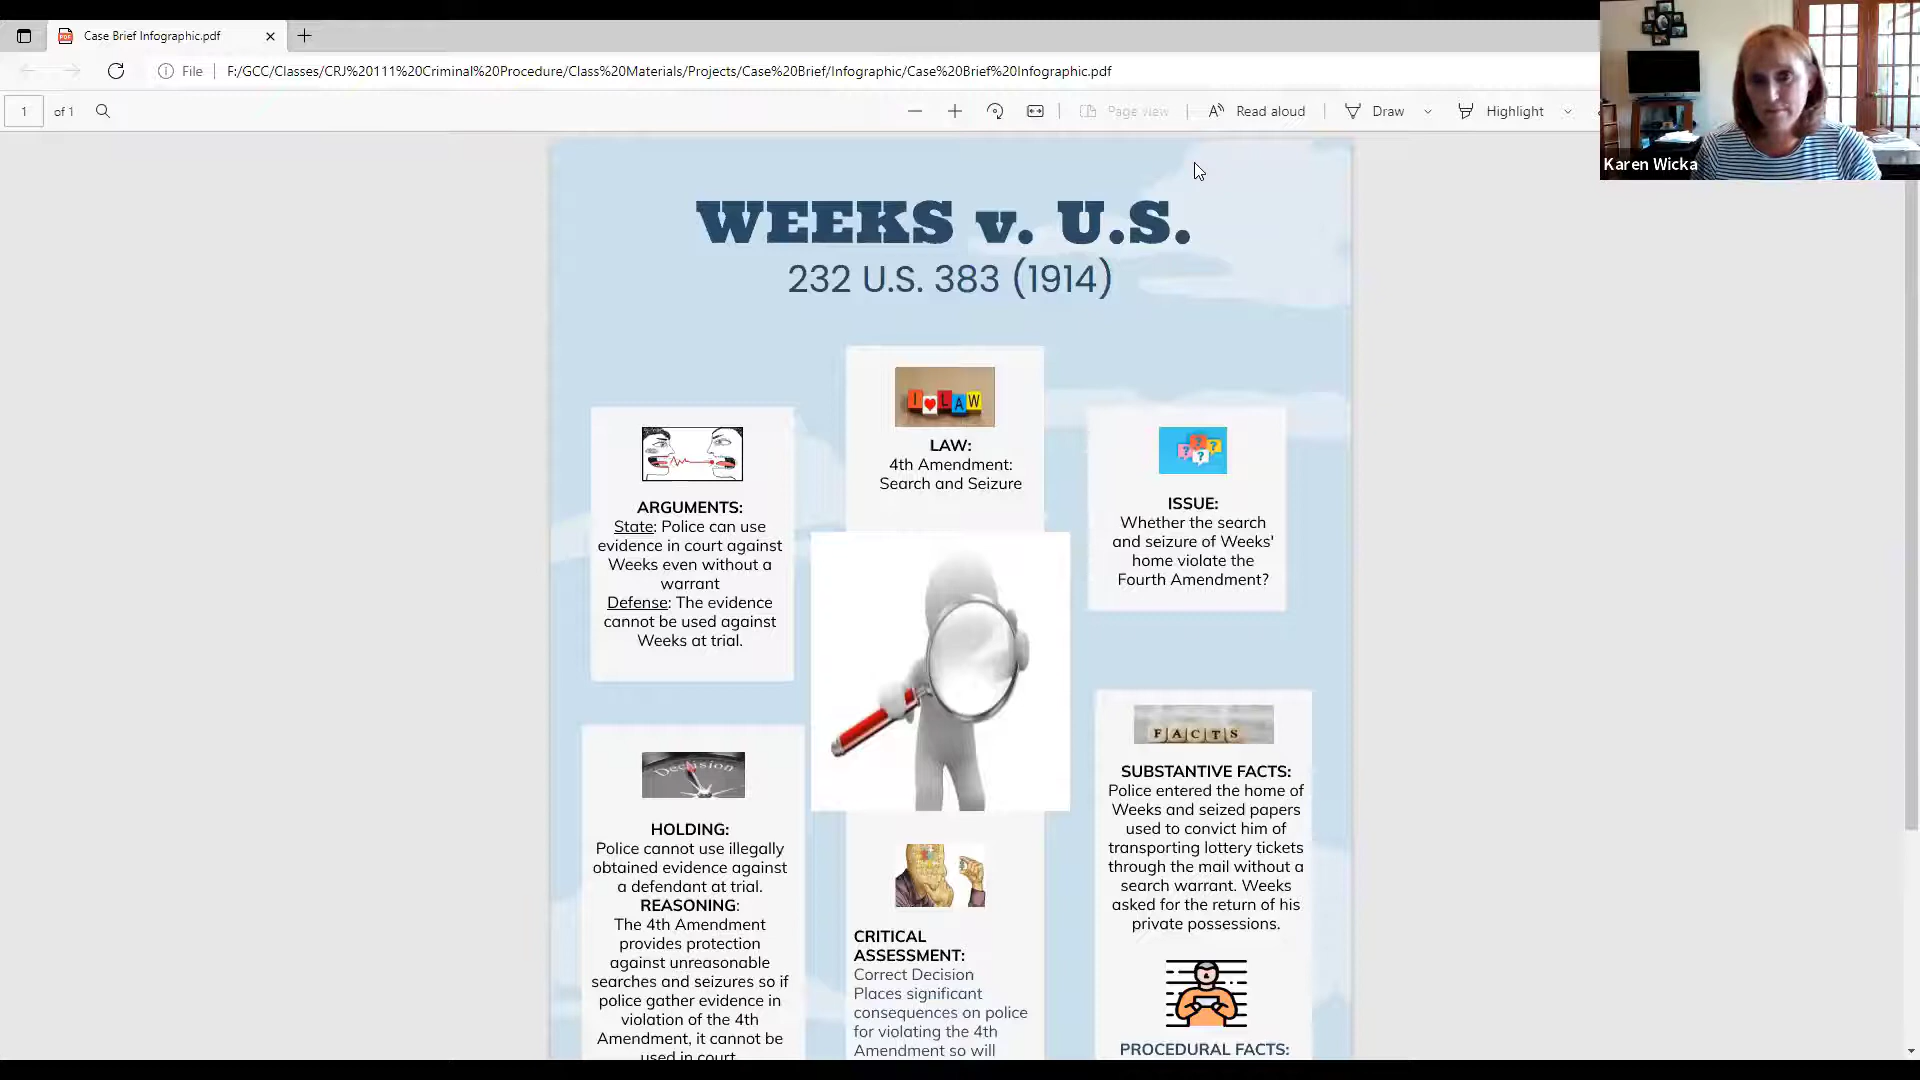 Case Brief Infographic.pdf
File
F:/GCC/Classes/CRJ%20111%20Criminal%20Procedure/Class%20Materials/Projects/Case%20Brief/Infographic/Case%20Brief%20Infographic.pdf
1
of 1
Page view
Read aloud
Draw
Highlight
Karen Wicka
WEEKS v. U.S.
232 U.S. 383 (1914)
I LAW
LAW:
4th Amendment:
Search and Seizure
ARGUMENTS:
State: Police can use
evidence in court against
Weeks even without a
warrant
Defense: The evidence
cannot be used against
Weeks at trial.
ISSUE:
Whether the search
and seizure of Weeks'
home violate the
Fourth Amendment?
Decision
HOLDING:
Police cannot use illegally
obtained evidence against
a defendant at trial.
REASONING:
The 4th Amendment
provides protection
against unreasonable
searches and seizures so if
police gather evidence in
violation of the 4th
Amendment, it cannot be
used in court
CRITICAL
ASSESSMENT:
Correct Decision
Places significant
consequences on police
for violating the 4th
Amendment so will
FACTS
SUBSTANTIVE FACTS:
Police entered the home of
Weeks and seized papers
used to convict him of
transporting lottery tickets
through the mail without a
search warrant. Weeks
asked for the return of his
private possessions.
PROCEDURAL FACTS: